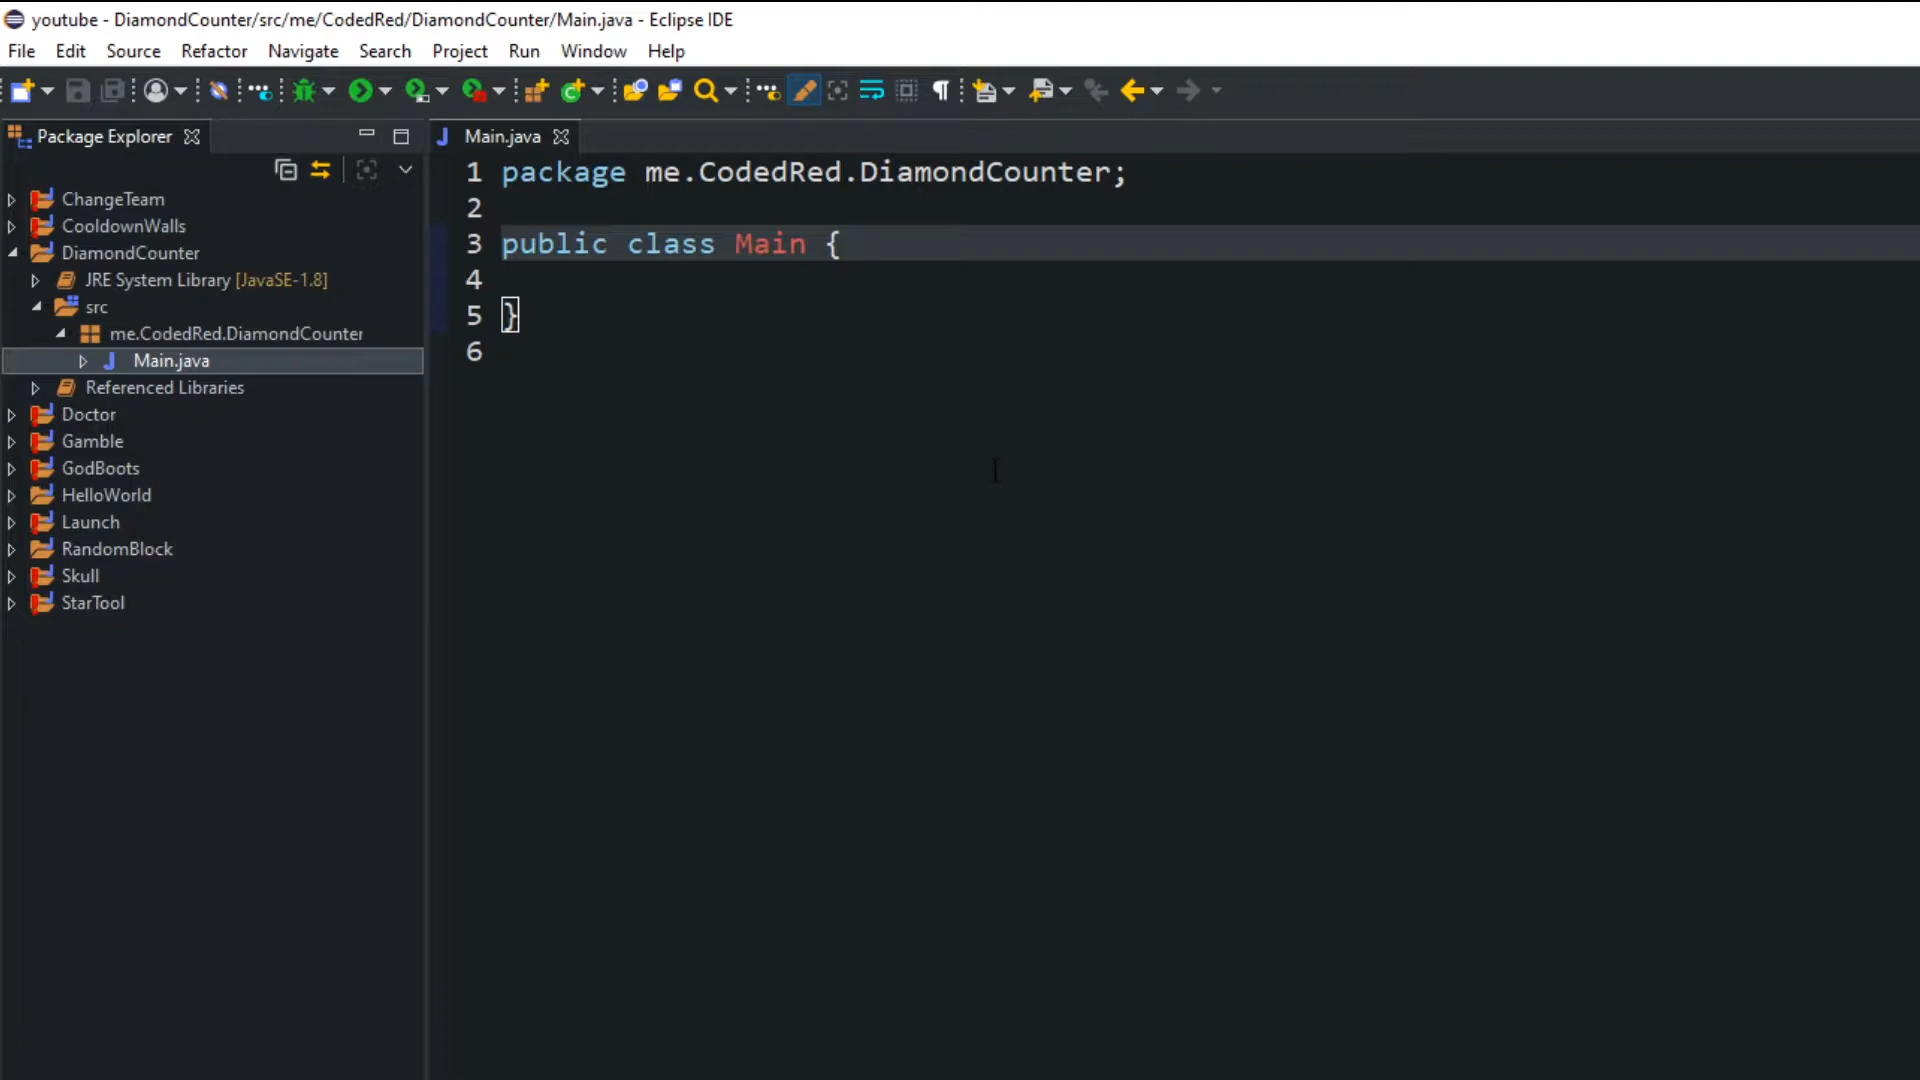 youtube - DiamondCounter/src/me/CodedRed/DiamondCounter/Main.java - Eclipse IDE
File Edit Source Refactor Navigate Search Project Run Window Help
Package Explorer
Main.java
ChangeTeam
CooldownWalls
DiamondCounter
JRE System Library [JavaSE-1.8]
src
me.CodedRed.DiamondCounter
Main.java
Referenced Libraries
Doctor
Gamble
GodBoots
HelloWorld
Launch
RandomBlock
Skull
StarTool
1 package me.CodedRed.DiamondCounter;
2
3 public class Main {
4
5 }
6